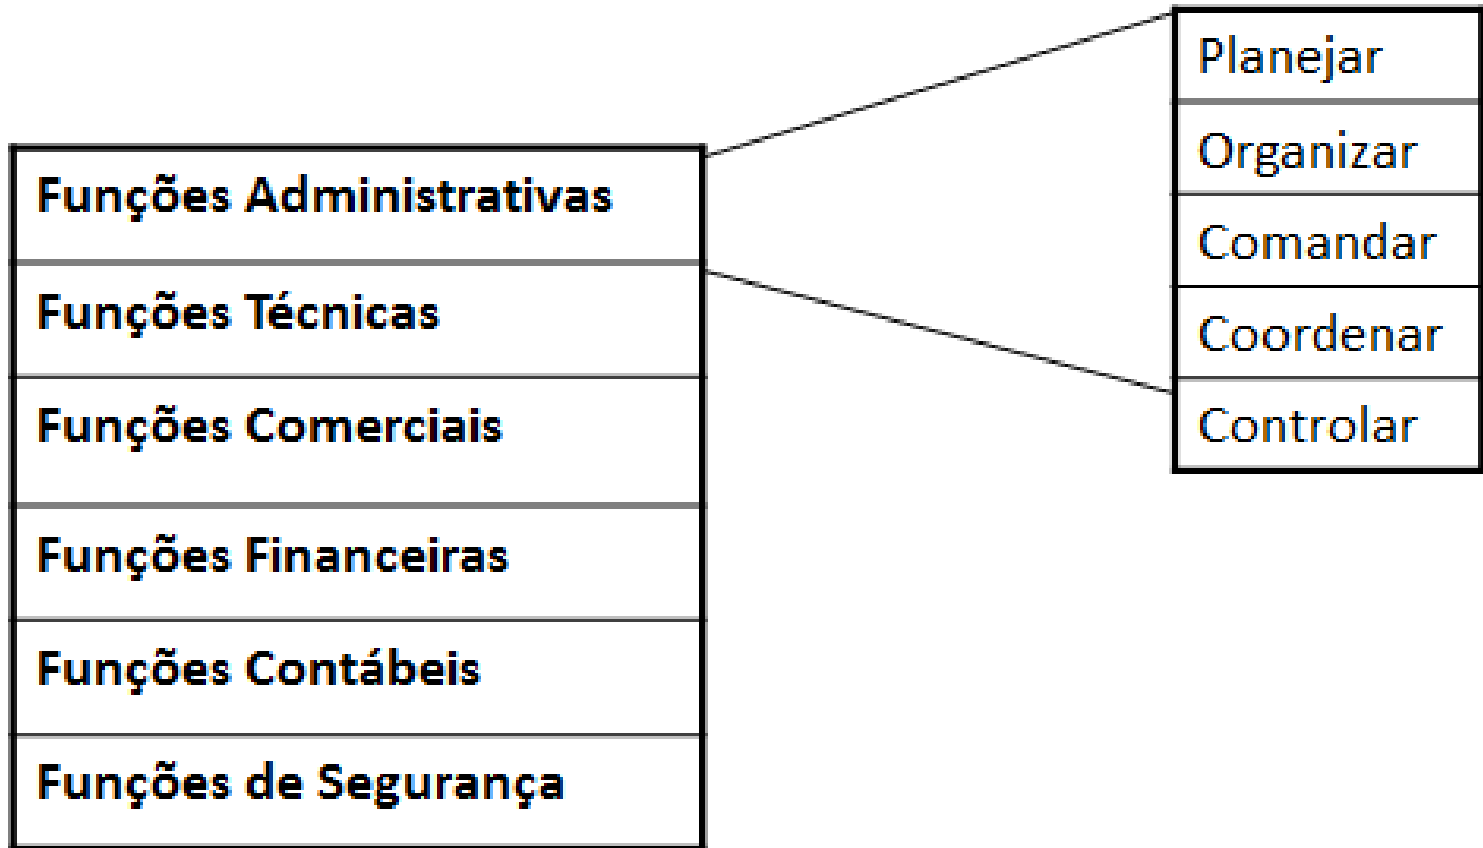 Funções Administrativas
Funções Técnicas
Funções Comerciais
Funções Financeiras
Funções Contábeis
Funções de Segurança
Planejar
Organizar
Comandar
Coordenar
Controlar